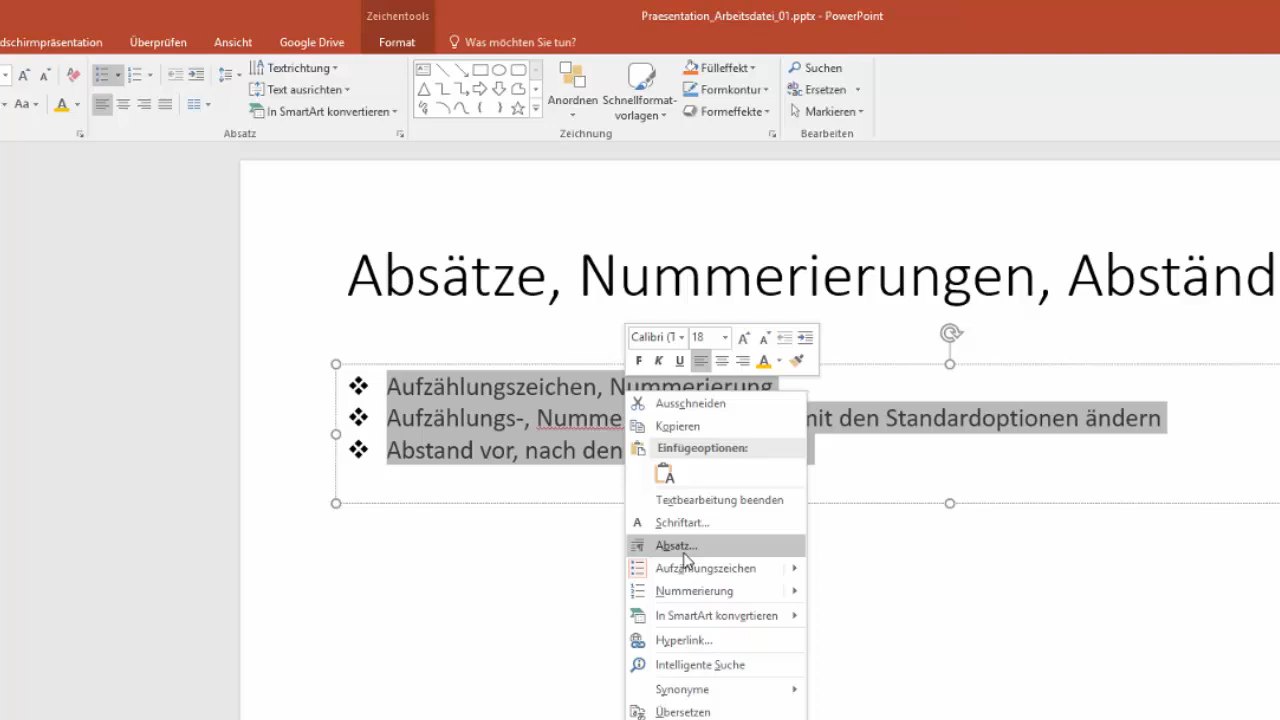 Zeichentools
Praesentation_Arbeitsdatei_01.pptx - PowerPoint
dschirmpräsentation Überprüfen Ansicht Google Drive Format Was möchten Sie tun?
Textrichtung
Text ausrichten
In SmartArt konvertieren
Absatz
Aa
A
Anordnen
Schnellformat-
vorlagen
Fülleffekt
Formkontur
Formeffekte
Zeichnung
Suchen
Ersetzen
Markieren
Bearbeiten
Absätze, Nummerierungen, Abständ
Calibri (T 18
F K U A
Aufzählungszeichen, Nummerierung
Aufzählungs-, Numme mit den Standardoptionen ändern
Abstand vor, nach den
Ausschneiden
Kopieren
Einfügeoptionen:
Textbearbeitung beenden
Schriftart...
Absatz...
Aufzählungszeichen
Nummerierung
In SmartArt konvertieren
Hyperlink...
Intelligente Suche
Synonyme
Übersetzen